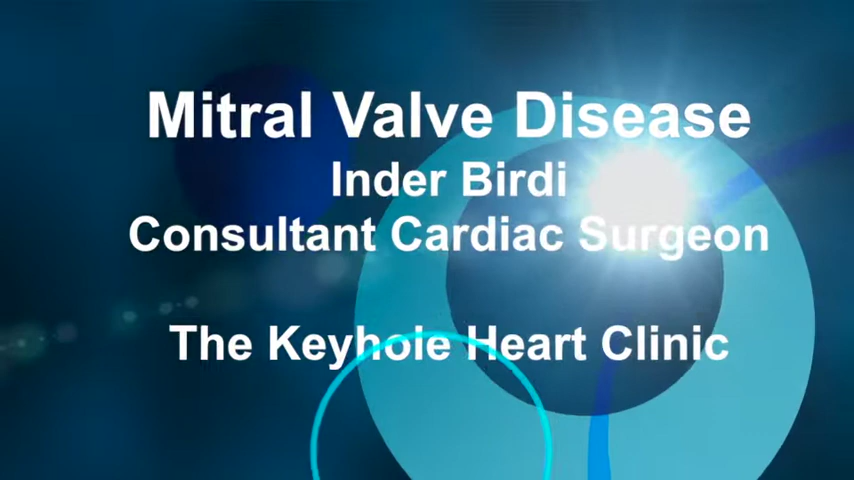 Mitral Valve Disease
Inder Birdi
Consultant Cardiac Surgeon
The Keyhole Heart Clinic